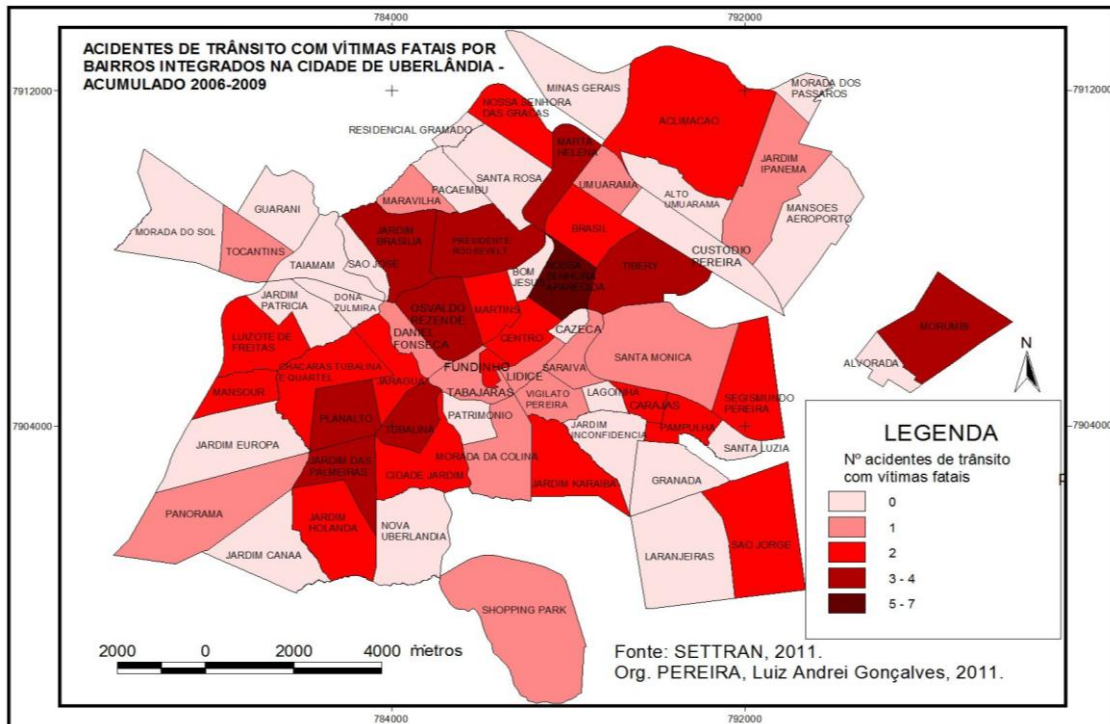 784000
792000
ACIDENTES DE TRÂNSITO COM VÍTIMAS FATAIS POR
BAIRROS INTEGRADOS NA CIDADE DE UBERLÂNDIA -
ACUMULADO 2006-2009
7912000
7912000
MINAS GERAIS
MORADA DOS
PASSAROS
NOSSA SENHORA
DAS GRACAS
ACLIMACAO
RESIDENCIAL GRAMADO
MARTA
HELENA
JARDIM
IPANEMA
SANTA ROSA
UMUARAMA
PACAEMBU
ALTO
UMUARAMA
MARAVILHA
MANSOES
AEROPORTO
GUARANI
MORADA DO SOL
JARDIM
BRASILIA
PRESIDENTE
ROOSEVELT
BRASIL
TOCANTINS
CUSTÓDIO
PEREIRA
TAIAMAM
SAO JOSE
BOM
JESUS
NOSSA
SENHORA
APARECIDA
TIBERY
JARDIM
PATRICIA
DONA
ZULMIRA
OSVALDO
REZENDE
MARTINS
MORUMBI
LUIZOTE DE
FREITAS
DANIEL
FONSECA
CENTRO
CAZECA
SANTA MONICA
ALVORADA
N
CHACARAS TUBALINA
E QUARTEL
FUNDINHO
LIDICE
SARAIVA
JARAGUA
MANSOUR
TABAJARAS
VIGILATO
PEREIRA
LAGOINHA
CARAJAS
SEGISMUNDO
PEREIRA
PLANALTO
TUBALINA
PATRIMONIO
PAMPULHA
7904000
7904000
JARDIM
INCONFIDENCIA
SANTA LUZIA
JARDIM EUROPA
JARDIM DAS
PALMEIRAS
CIDADE JARDIM
MORADA DA COLINA
JARDIM KARAIBA
GRANADA
PANORAMA
JARDIM
HOLANDA
NOVA
UBERLANDIA
JARDIM CANAA
LARANJEIRAS
SAO JORGE
SHOPPING PARK
LEGENDA
Nº acidentes de trânsito
com vítimas fatais
p
0
1
2
3 - 4
5 - 7
2000 0 2000 4000 metros
Fonte: SETTRAN, 2011.
Org. PEREIRA, Luiz Andrei Gonçalves, 2011.
784000
792000